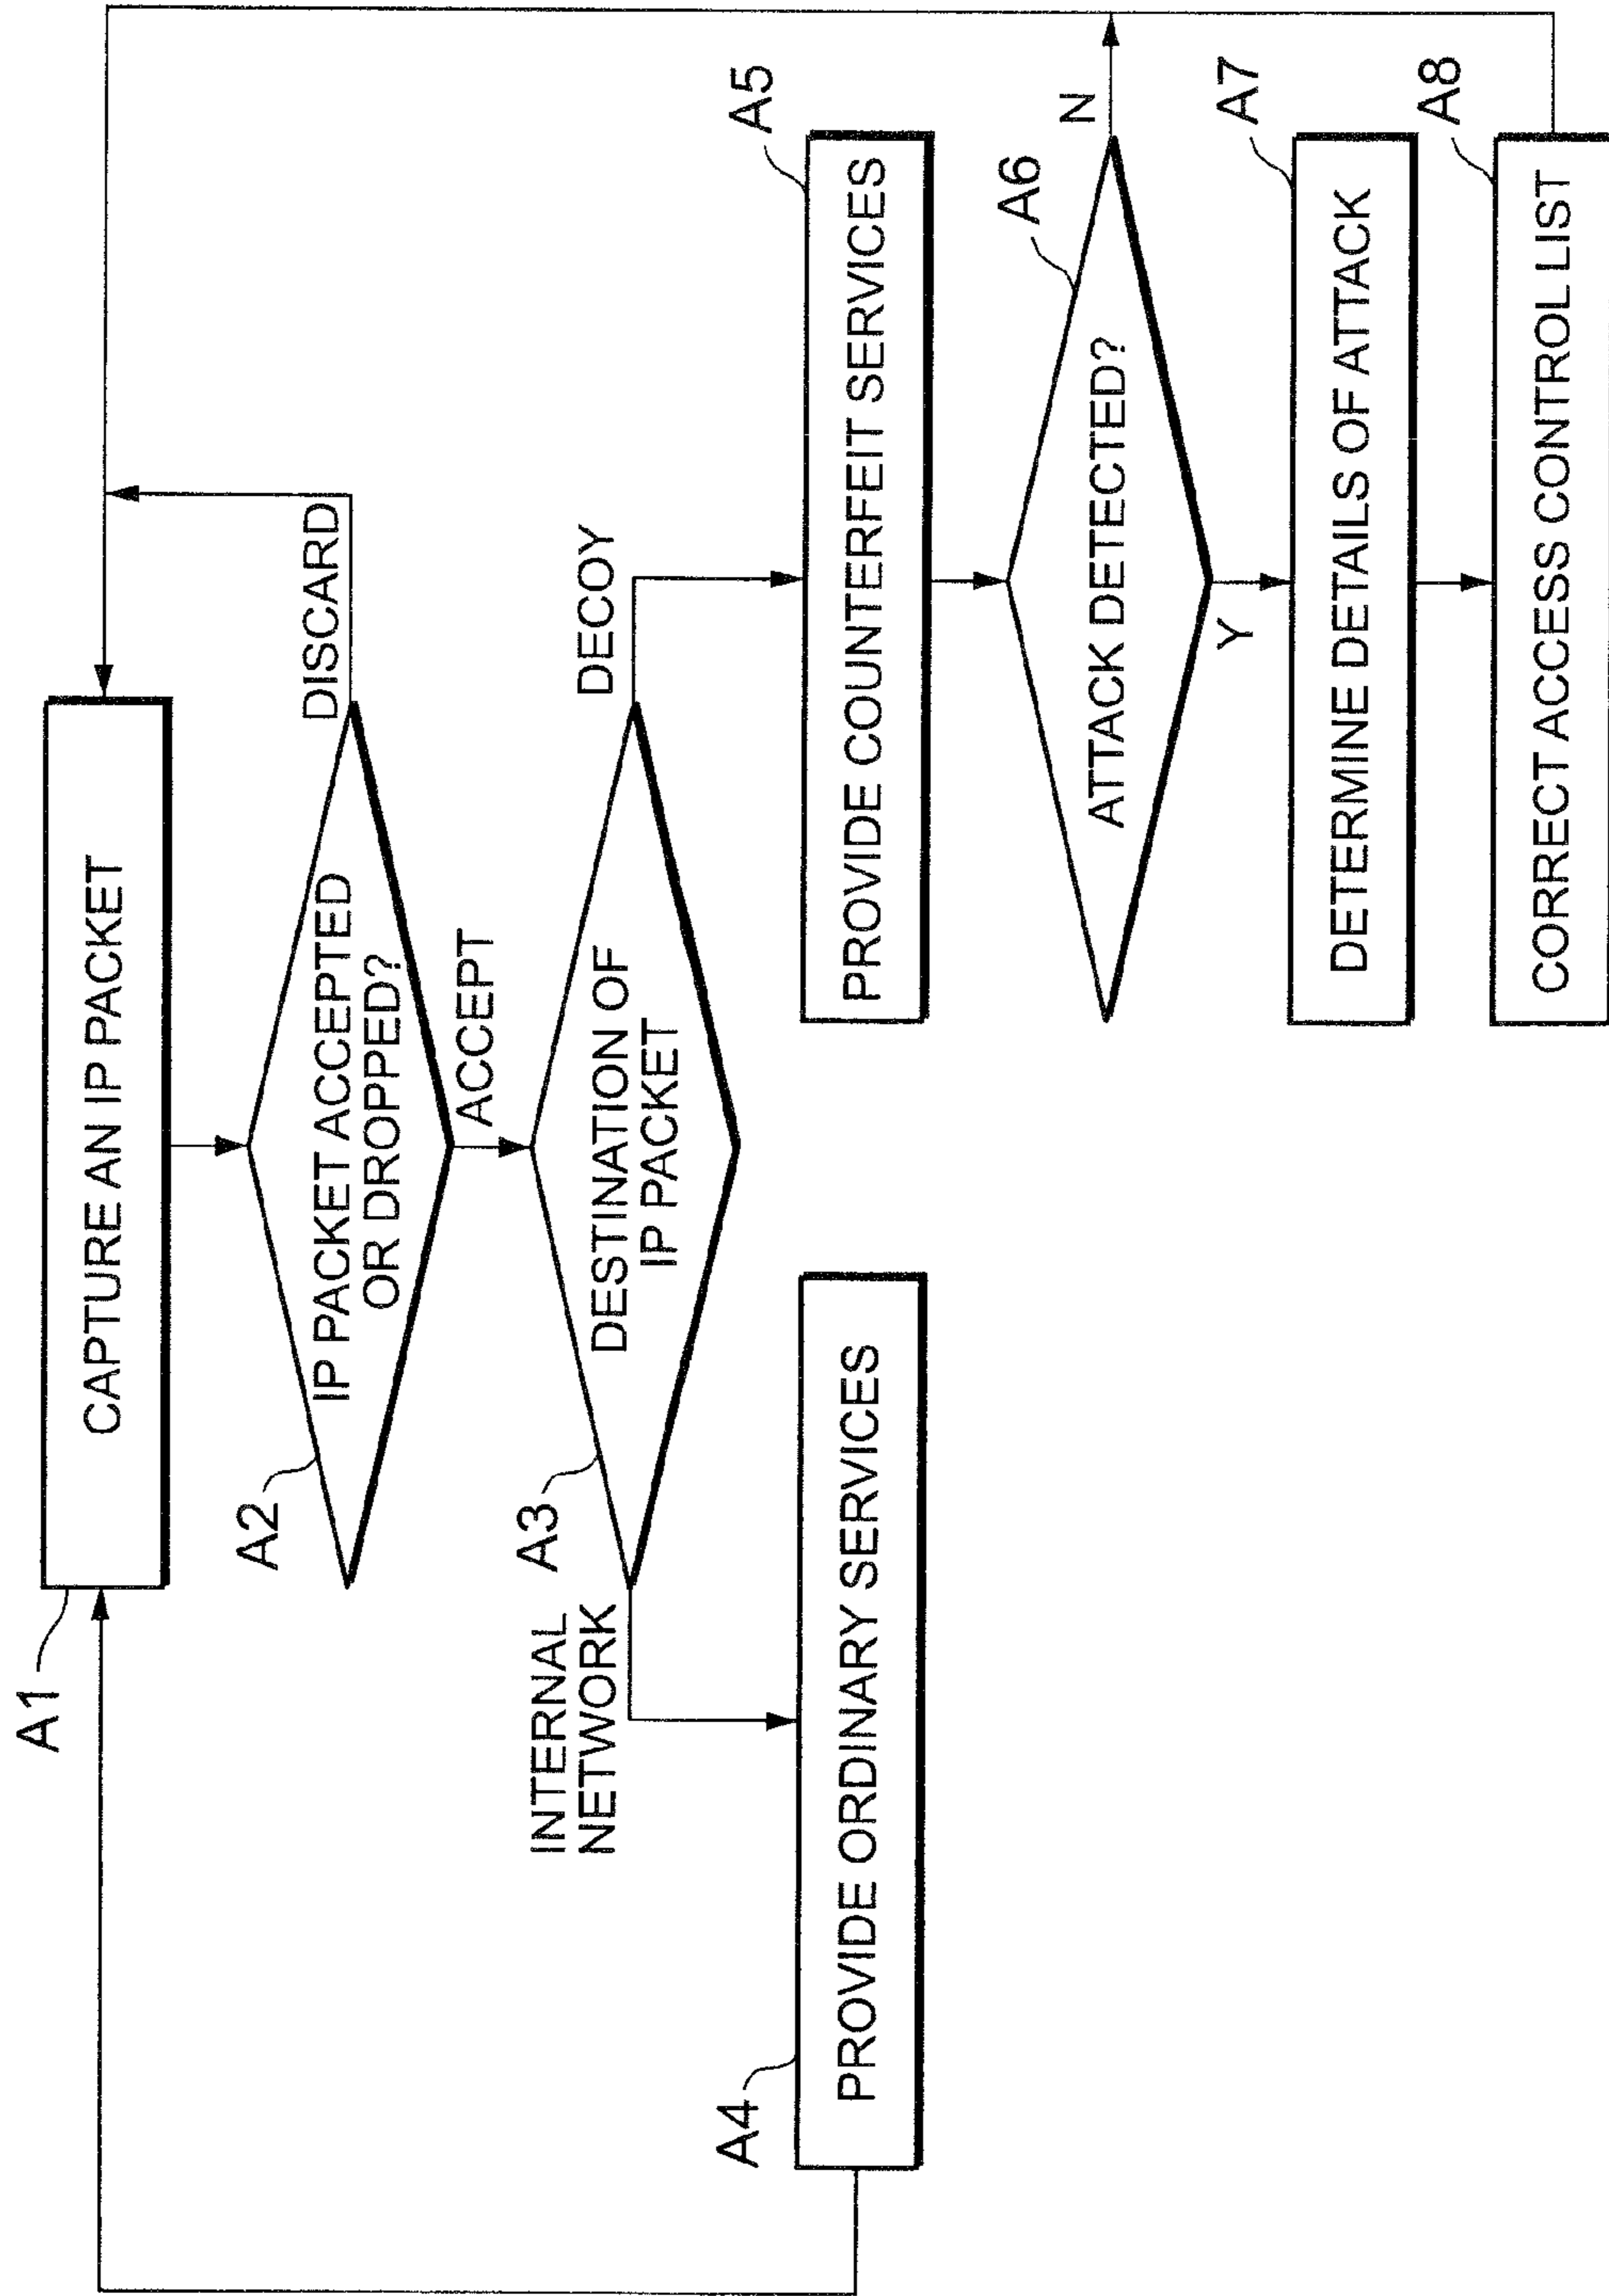 A1
CAPTURE AN IP PACKET
A2
IP PACKET ACCEPTED
OR DROPPED?
DISCARD
ACCEPT
A3
DESTINATION OF
IP PACKET
INTERNAL
NETWORK
DECOY
A4
PROVIDE ORDINARY SERVICES
A5
PROVIDE COUNTERFEIT SERVICES
A6
ATTACK DETECTED?
N
Y
A7
DETERMINE DETAILS OF ATTACK
A8
CORRECT ACCESS CONTROL LIST